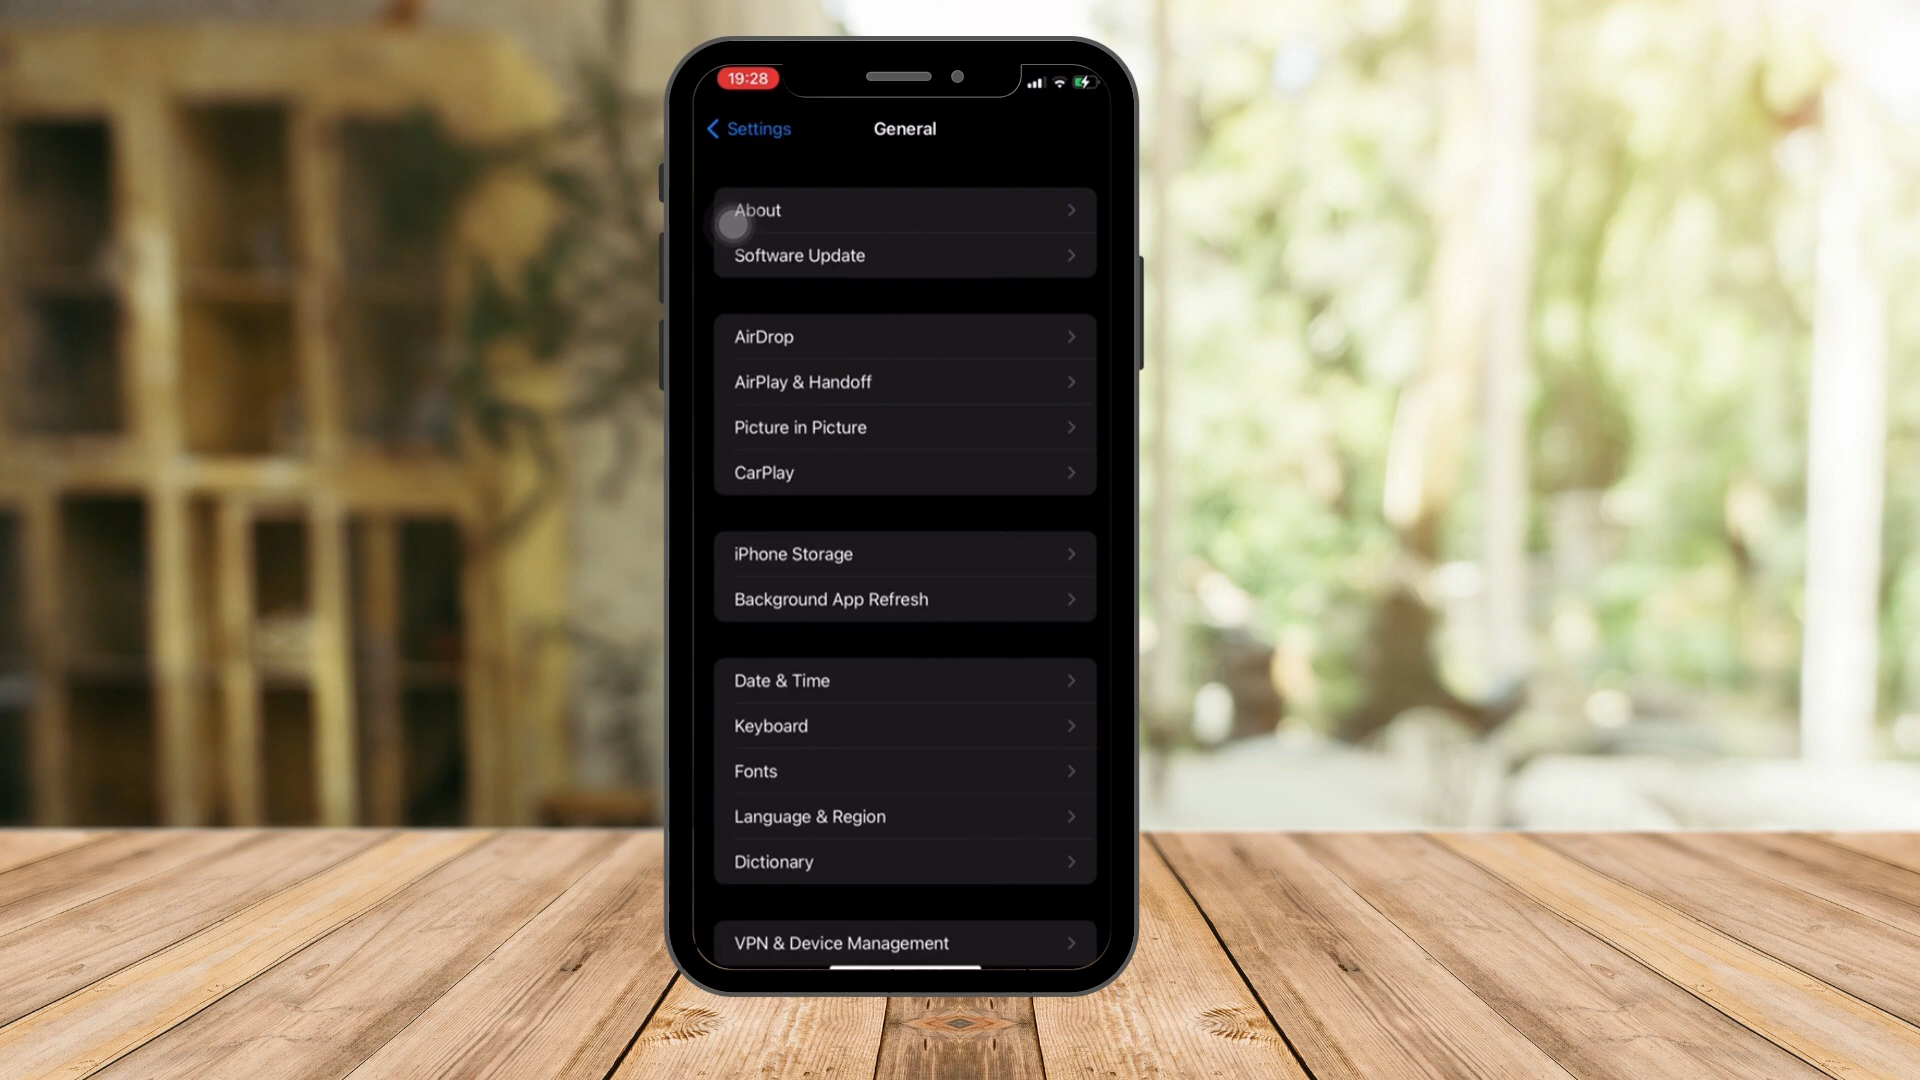 19:28
Settings
General
About
Software Update
AirDrop
AirPlay & Handoff
Picture in Picture
CarPlay
iPhone Storage
Background App Refresh
Date & Time
Keyboard
Fonts
Language & Region
Dictionary
VPN & Device Management